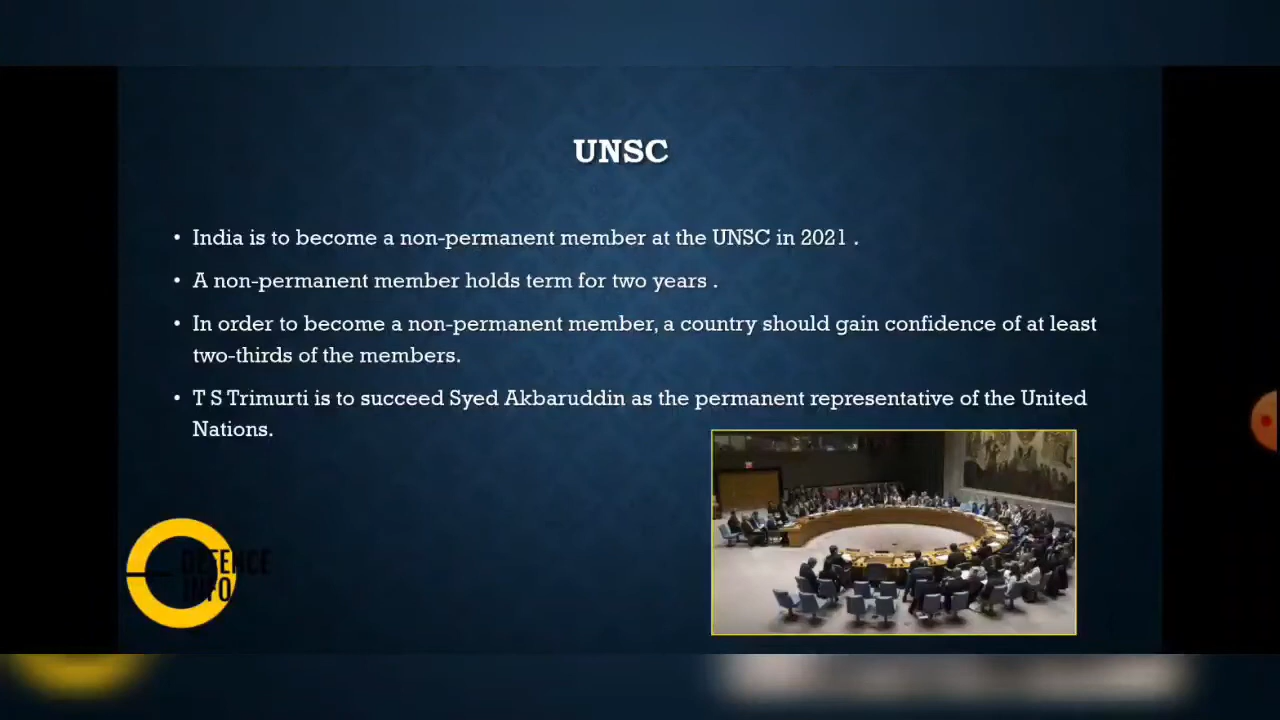 UNSC
• India is to become a non-permanent member at the UNSC in 2021 .
• A non-permanent member holds term for two years .
• In order to become a non-permanent member, a country should gain confidence of at least
two-thirds of the members.
• T S Trimurti is to succeed Syed Akbaruddin as the permanent representative of the United
Nations.
DEFENCE
INFO